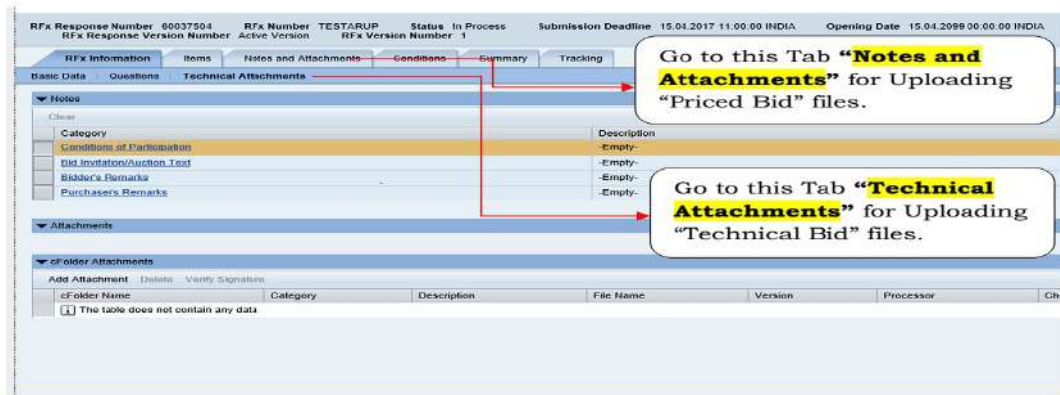 RFx Response Number 60037504 RFx Number TESTARUP Status In Process Submission Deadline 15.04.2017 11:00:00 INDIA Opening Date 15.04.2099 00:00:00 INDIA
RFx Response Version Number Active Version RFx Version Number 1
RFx Information Items Notes and Attachments Conditions Summary Tracking
Basic Data Questions Technical Attachments
Go to this Tab “Notes and
Attachments” for Uploading
“Priced Bid” files.
Notes
Clear
Category Description
Conditions of Participation -Empty-
Bid Invitation/Auction Text -Empty-
Bidder's Remarks -Empty-
Purchaser's Remarks -Empty-
Go to this Tab “Technical
Attachments” for Uploading
“Technical Bid” files.
Attachments
cFolder Attachments
Add Attachment Delete Verify Signature
cFolder Name Category Description File Name Version Processor Ch
The table does not contain any data